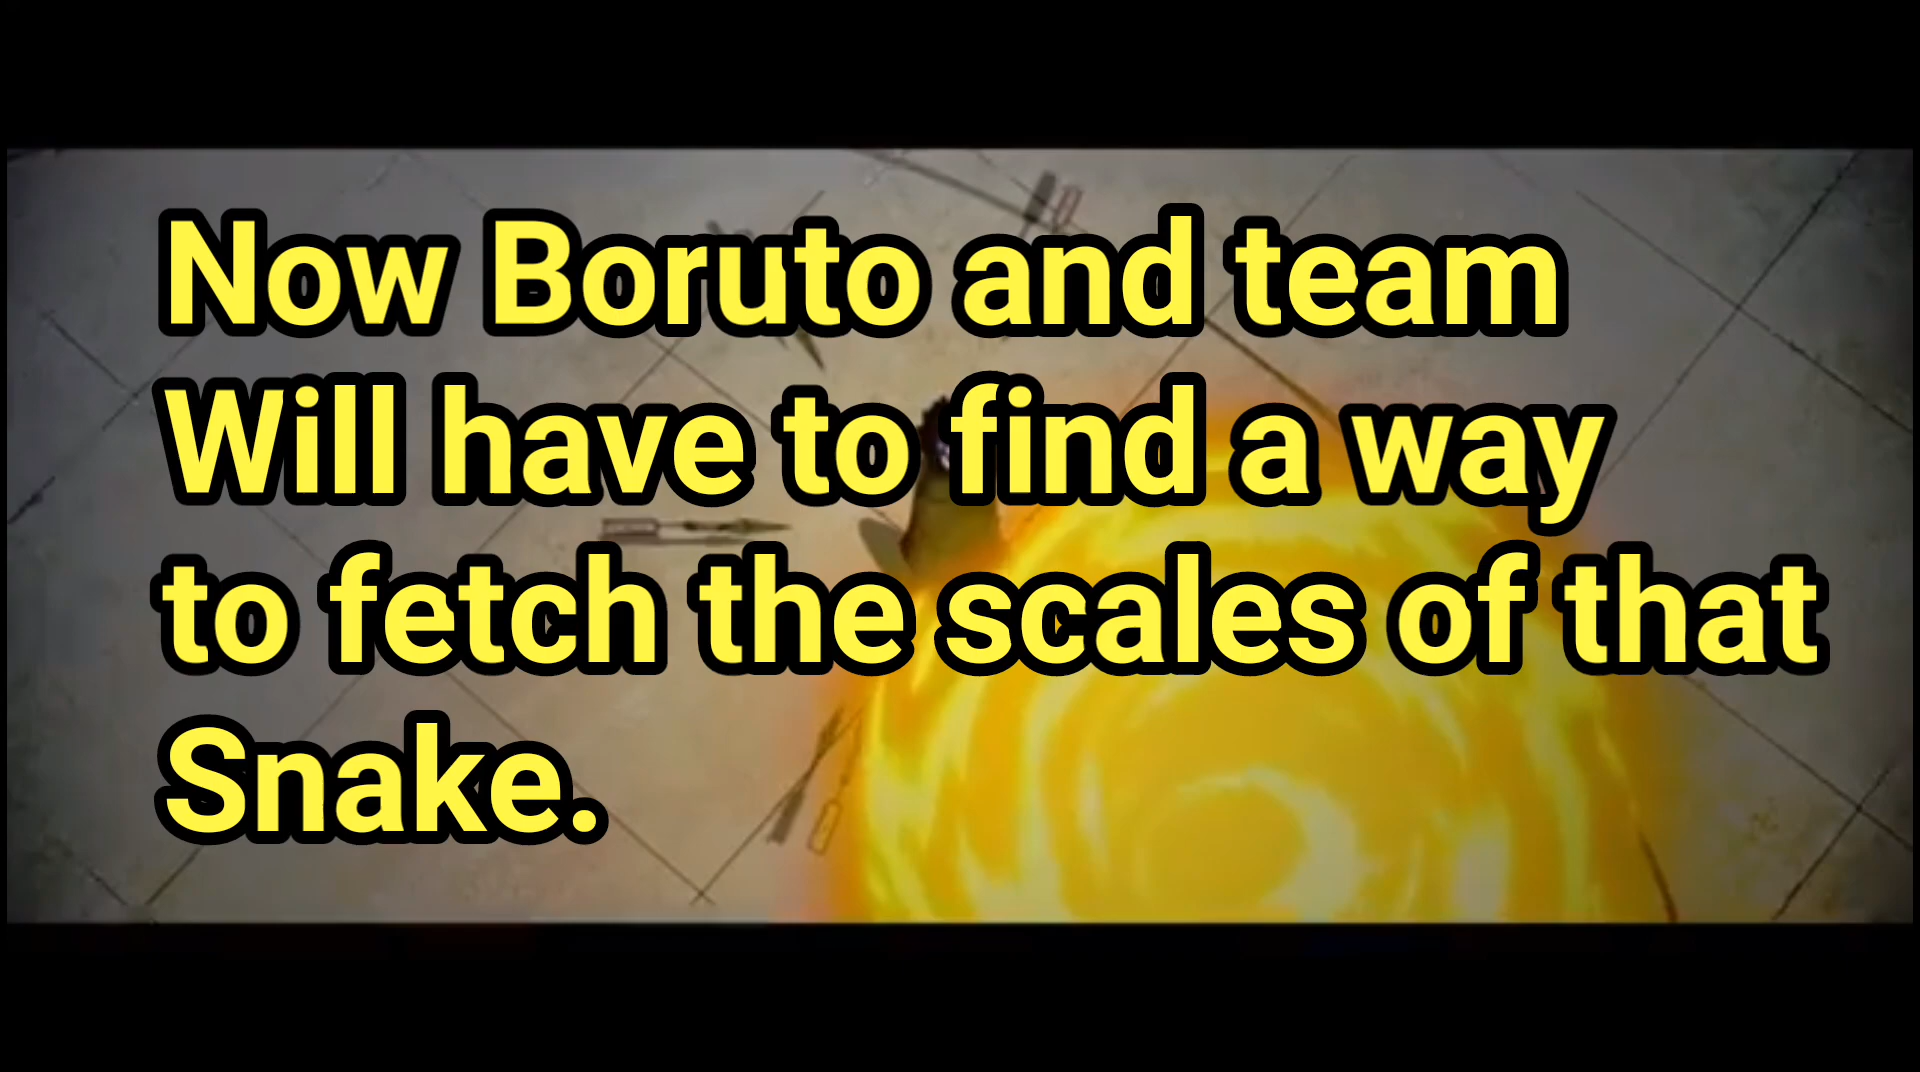 Now Boruto and team
Will have to find a way
to fetch the scales of that
Snake.